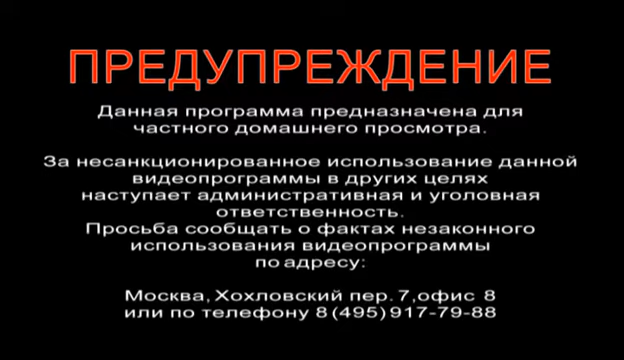 ПРЕДУПРЕЖДЕНИЕ
Данная программа предназначена для
частного домашнего просмотра.
За несанкционированное использование данной
видеопрограммы в других целях
наступает административная и уголовная
ответственность.
Просьба сообщать о фактах незаконного
использования видеопрограммы
по адресу:
Москва, Хохловский пер. 7, офис 8
или по телефону 8 (495) 917-79-88